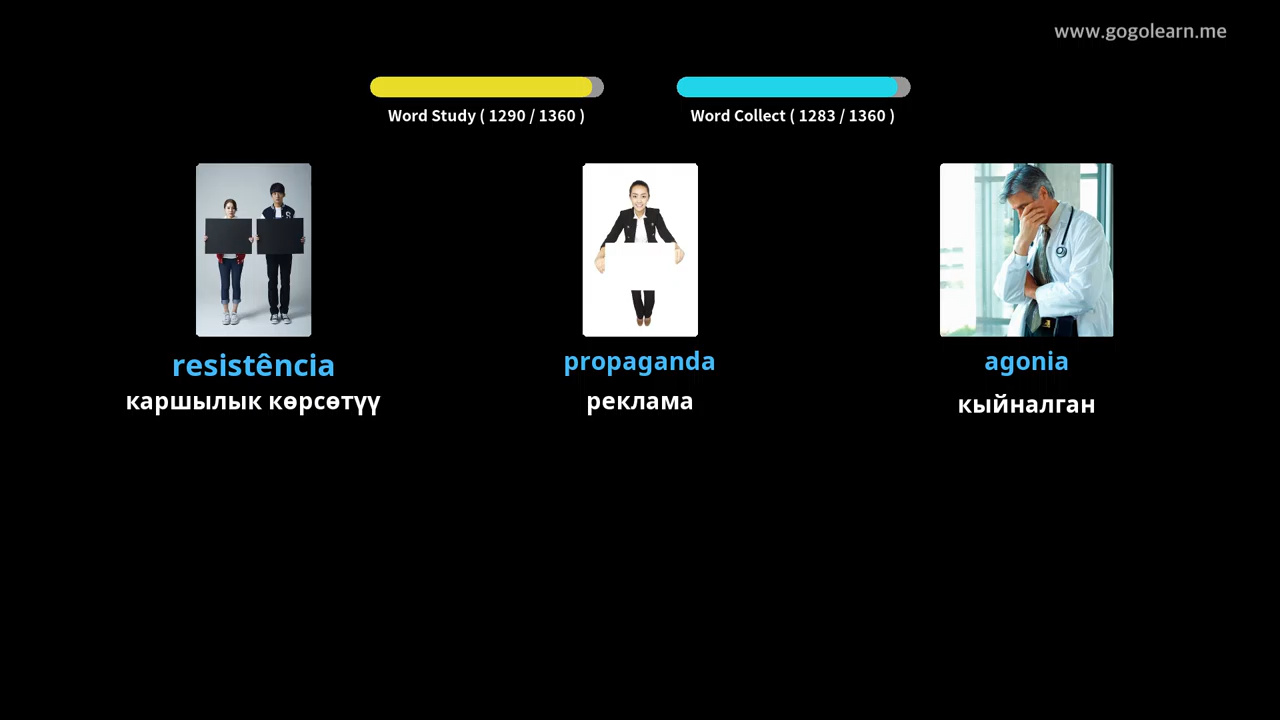 www.gogolearn.me
Word Study ( 1290 / 1360 )
Word Collect ( 1283 / 1360 )
resistência
propaganda
agonia
каршылык көрсөтүү
реклама
кыйналган